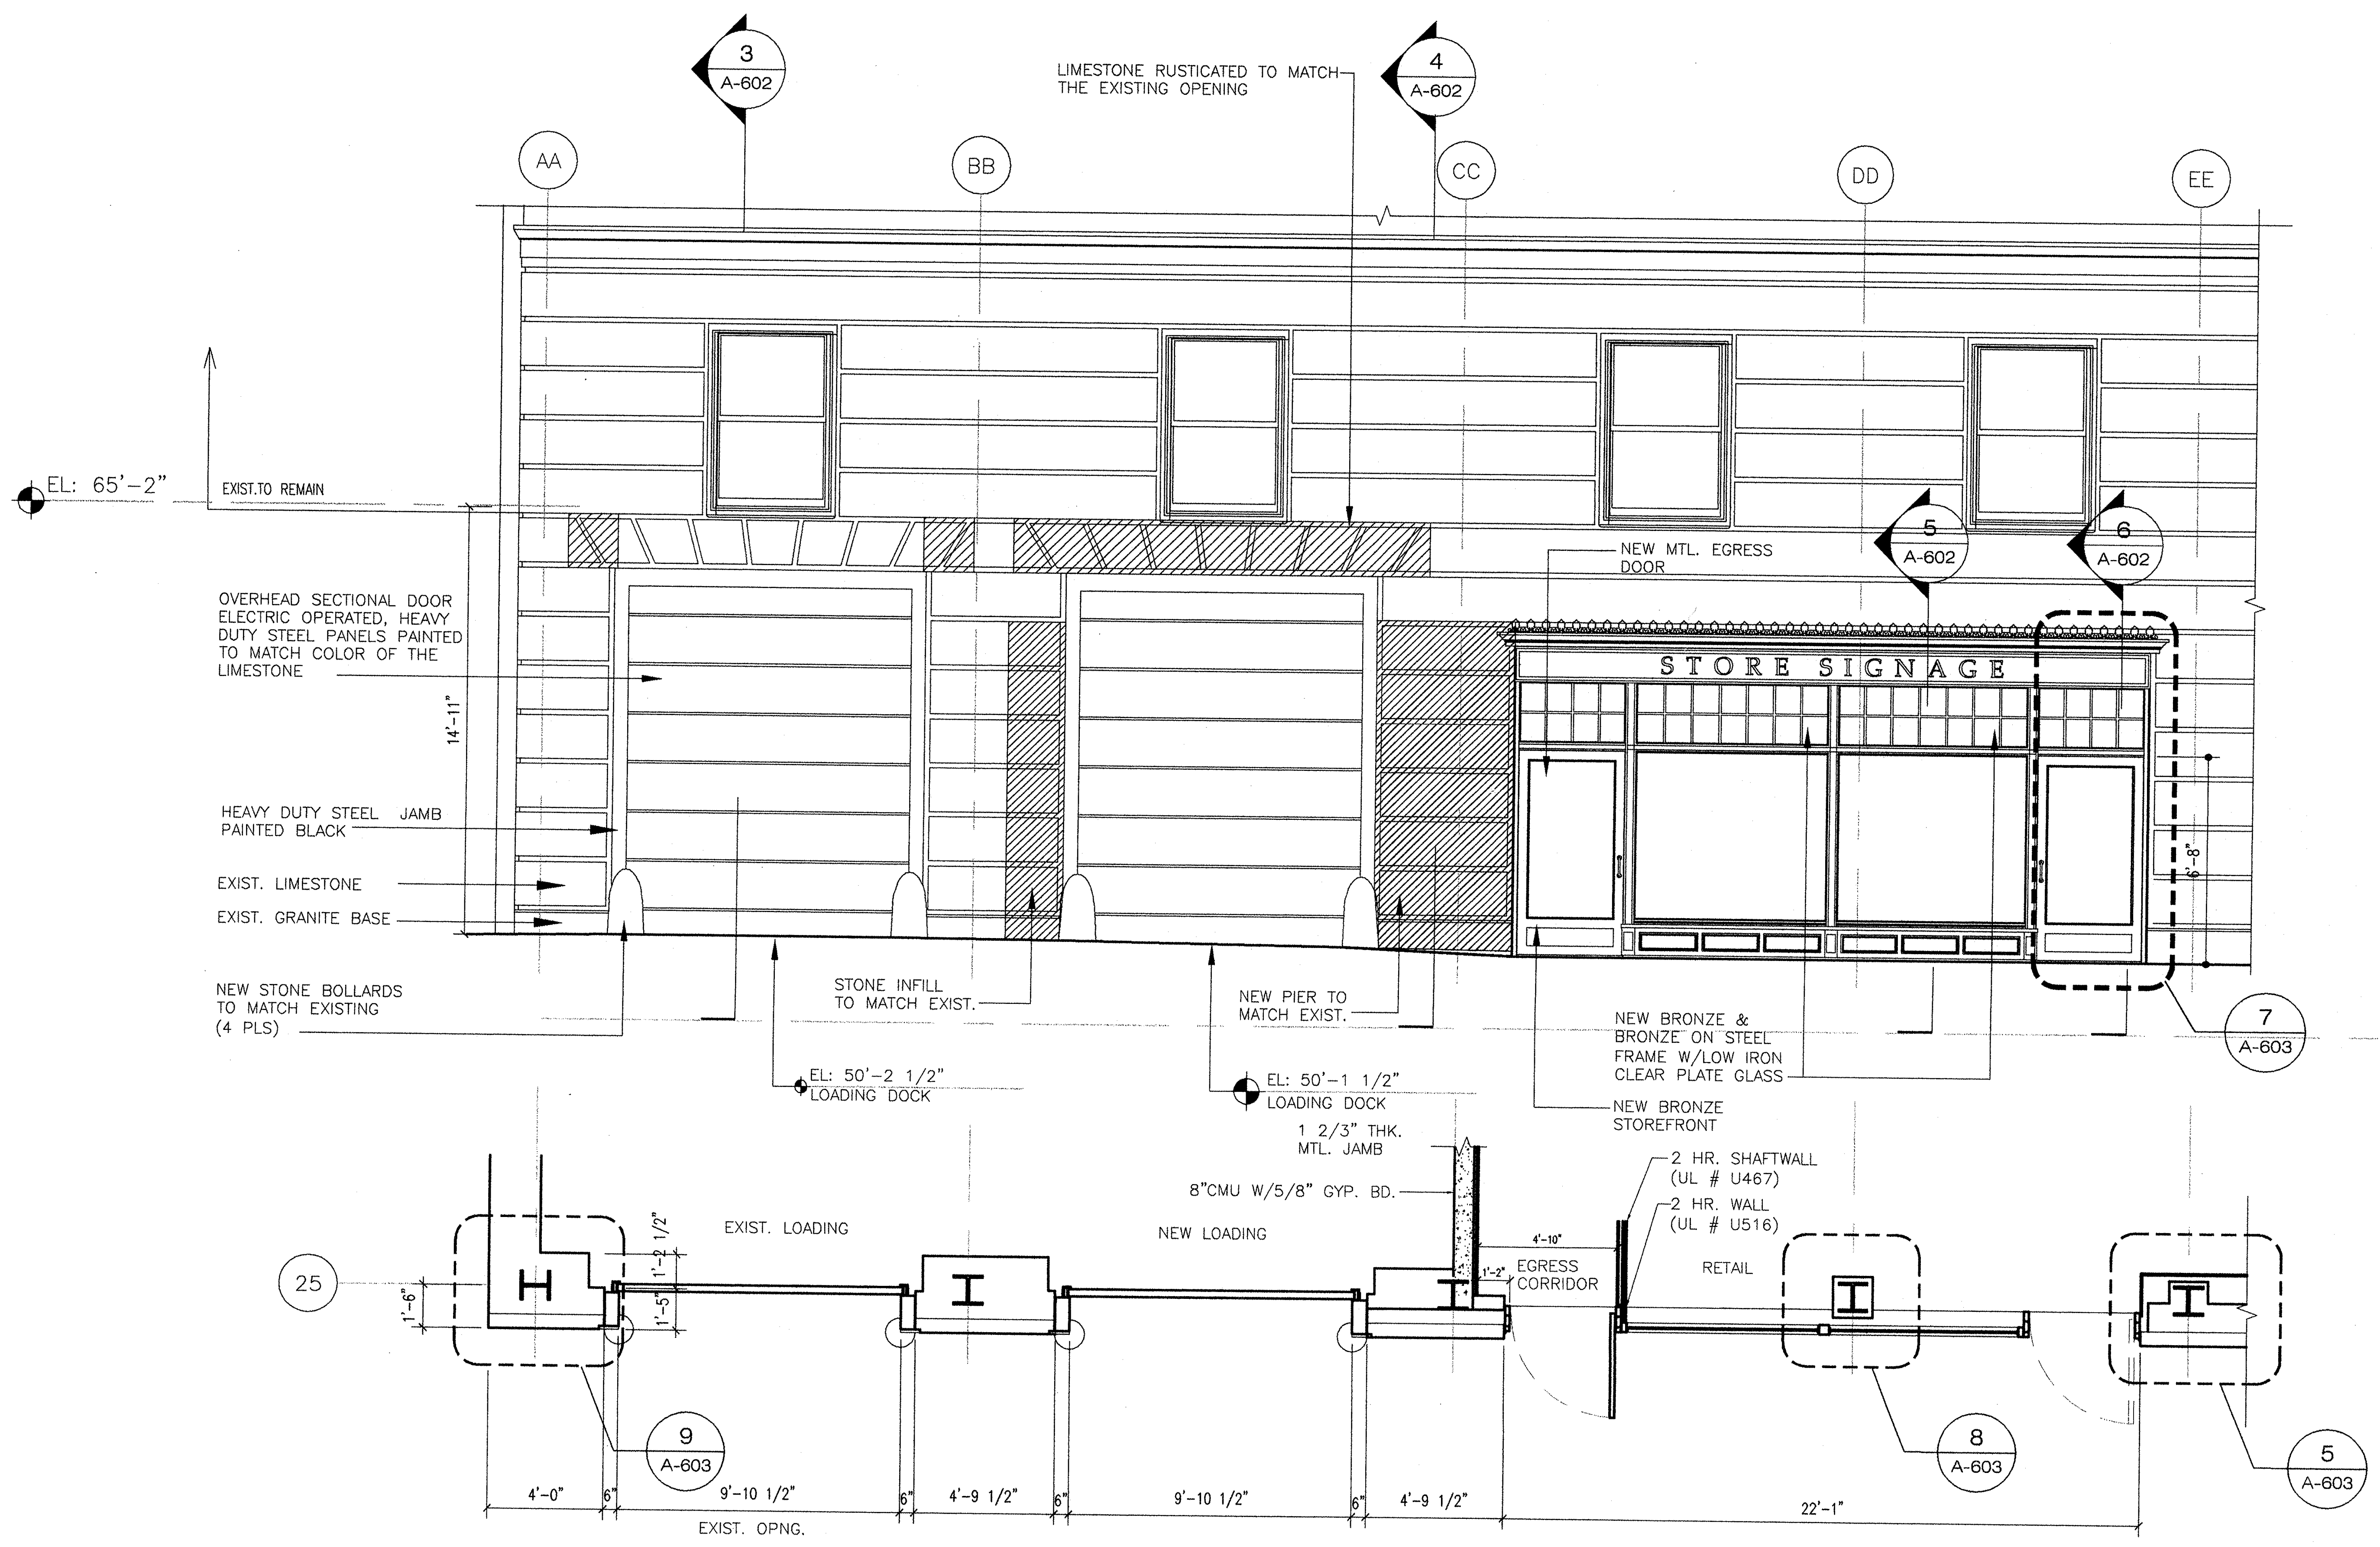 3
A-602
LIMESTONE RUSTICATED TO MATCH
THE EXISTING OPENING
4
A-602
AA
BB
CC
DD
EE
EL: 65'-2"
EXIST.TO REMAIN
5
A-602
6
A-602
NEW MTL. EGRESS
DOOR
OVERHEAD SECTIONAL DOOR
ELECTRIC OPERATED, HEAVY
DUTY STEEL PANELS PAINTED
TO MATCH COLOR OF THE
LIMESTONE
STORE SIGNAGE
14'-11"
HEAVY DUTY STEEL JAMB
PAINTED BLACK
6'-8"
EXIST. LIMESTONE
EXIST. GRANITE BASE
NEW STONE BOLLARDS
TO MATCH EXISTING
(4 PLS)
STONE INFILL
TO MATCH EXIST.
NEW PIER TO
MATCH EXIST.
NEW BRONZE &
BRONZE ON STEEL
FRAME W/LOW IRON
CLEAR PLATE GLASS
7
A-603
EL: 50'-2 1/2"
LOADING DOCK
EL: 50'-1 1/2"
LOADING DOCK
NEW BRONZE
STOREFRONT
1 2/3" THK.
MTL. JAMB
2 HR. SHAFTWALL
(UL # U467)
8"CMU W/5/8" GYP. BD.
2 HR. WALL
(UL # U516)
EXIST. LOADING
NEW LOADING
4'-10"
1'-2 1/2"
EGRESS
CORRIDOR
RETAIL
1'-2"
25
1'-6"
1'-5"
9
A-603
8
A-603
5
A-603
4'-0"
6"
9'-10 1/2"
6"
4'-9 1/2"
6"
9'-10 1/2"
6"
4'-9 1/2"
22'-1"
EXIST. OPNG.